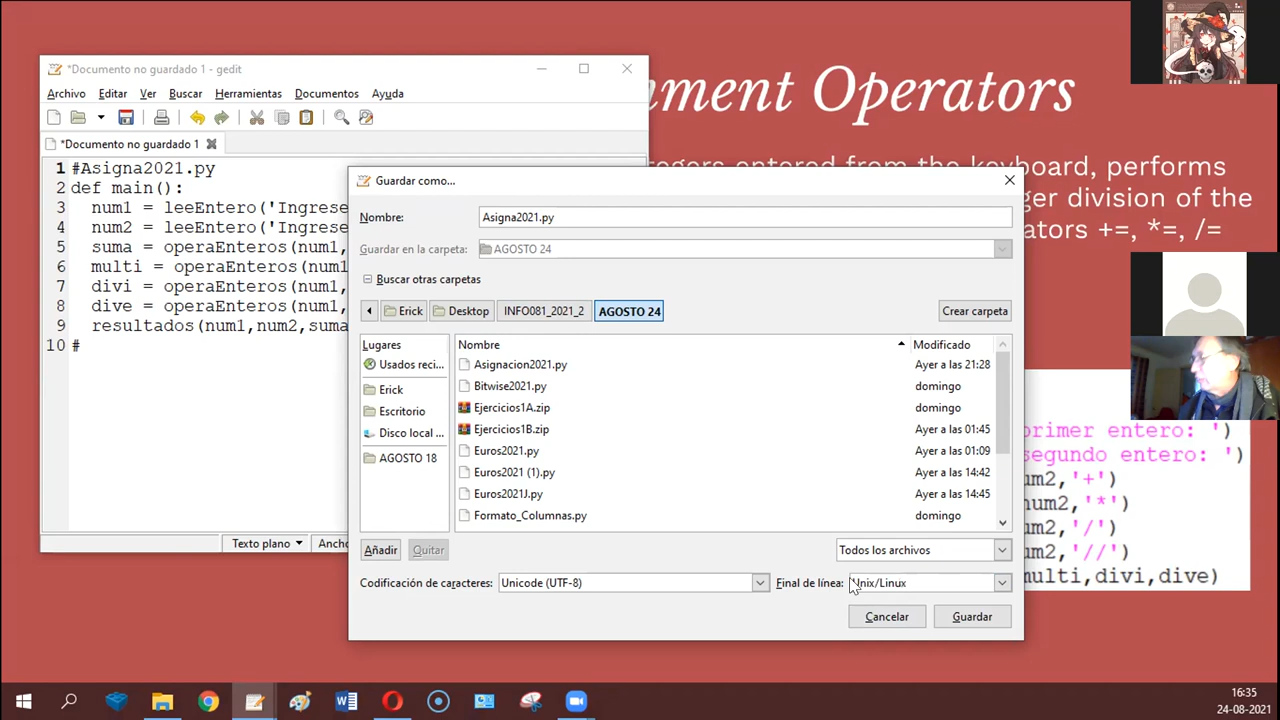 *Documento no guardado 1 - gedit
Archivo Editar Ver Buscar Herramientas Documentos Ayuda
*Documento no guardado 1
1 #Asigna2021.py
2 def main():
3 num1 = leeEntero('Ingrese
4 num2 = leeEntero('Ingrese
5 suma = operaEnteros(num1,
6 multi = operaEnteros(num1
7 divi = operaEnteros(num1,
8 dive = operaEnteros(num1,
9 resultados(num1,num2,suma
10 #
Texto plano
nment Operators
tegers entered from the keyboard, performs
ger division of the
ators +=, *=, /=
Guardar como...
Nombre: Asigna2021.py
Guardar en la carpeta: AGOSTO 24
Buscar otras carpetas
Erick Desktop INFO081_2021_2 AGOSTO 24 Crear carpeta
Lugares
Usados reci...
Erick
Escritorio
Disco local ...
AGOSTO 18
Nombre Modificado
Asignacion2021.py Ayer a las 21:28
Bitwise2021.py domingo
Ejercicios1A.zip domingo
Ejercicios1B.zip Ayer a las 01:45
Euros2021.py Ayer a las 01:09
Euros2021 (1).py Ayer a las 14:42
Euros2021J.py Ayer a las 14:45
Formato_Columnas.py domingo
Añadir Quitar Todos los archivos
Codificación de caracteres: Unicode (UTF-8) Final de línea: Unix/Linux
Cancelar Guardar
primer entero: ')
segundo entero: ')
um2,'+')
num2,'*')
um2,'/')
um2,'//')
multi,divi,dive)
16:35
24-08-2021